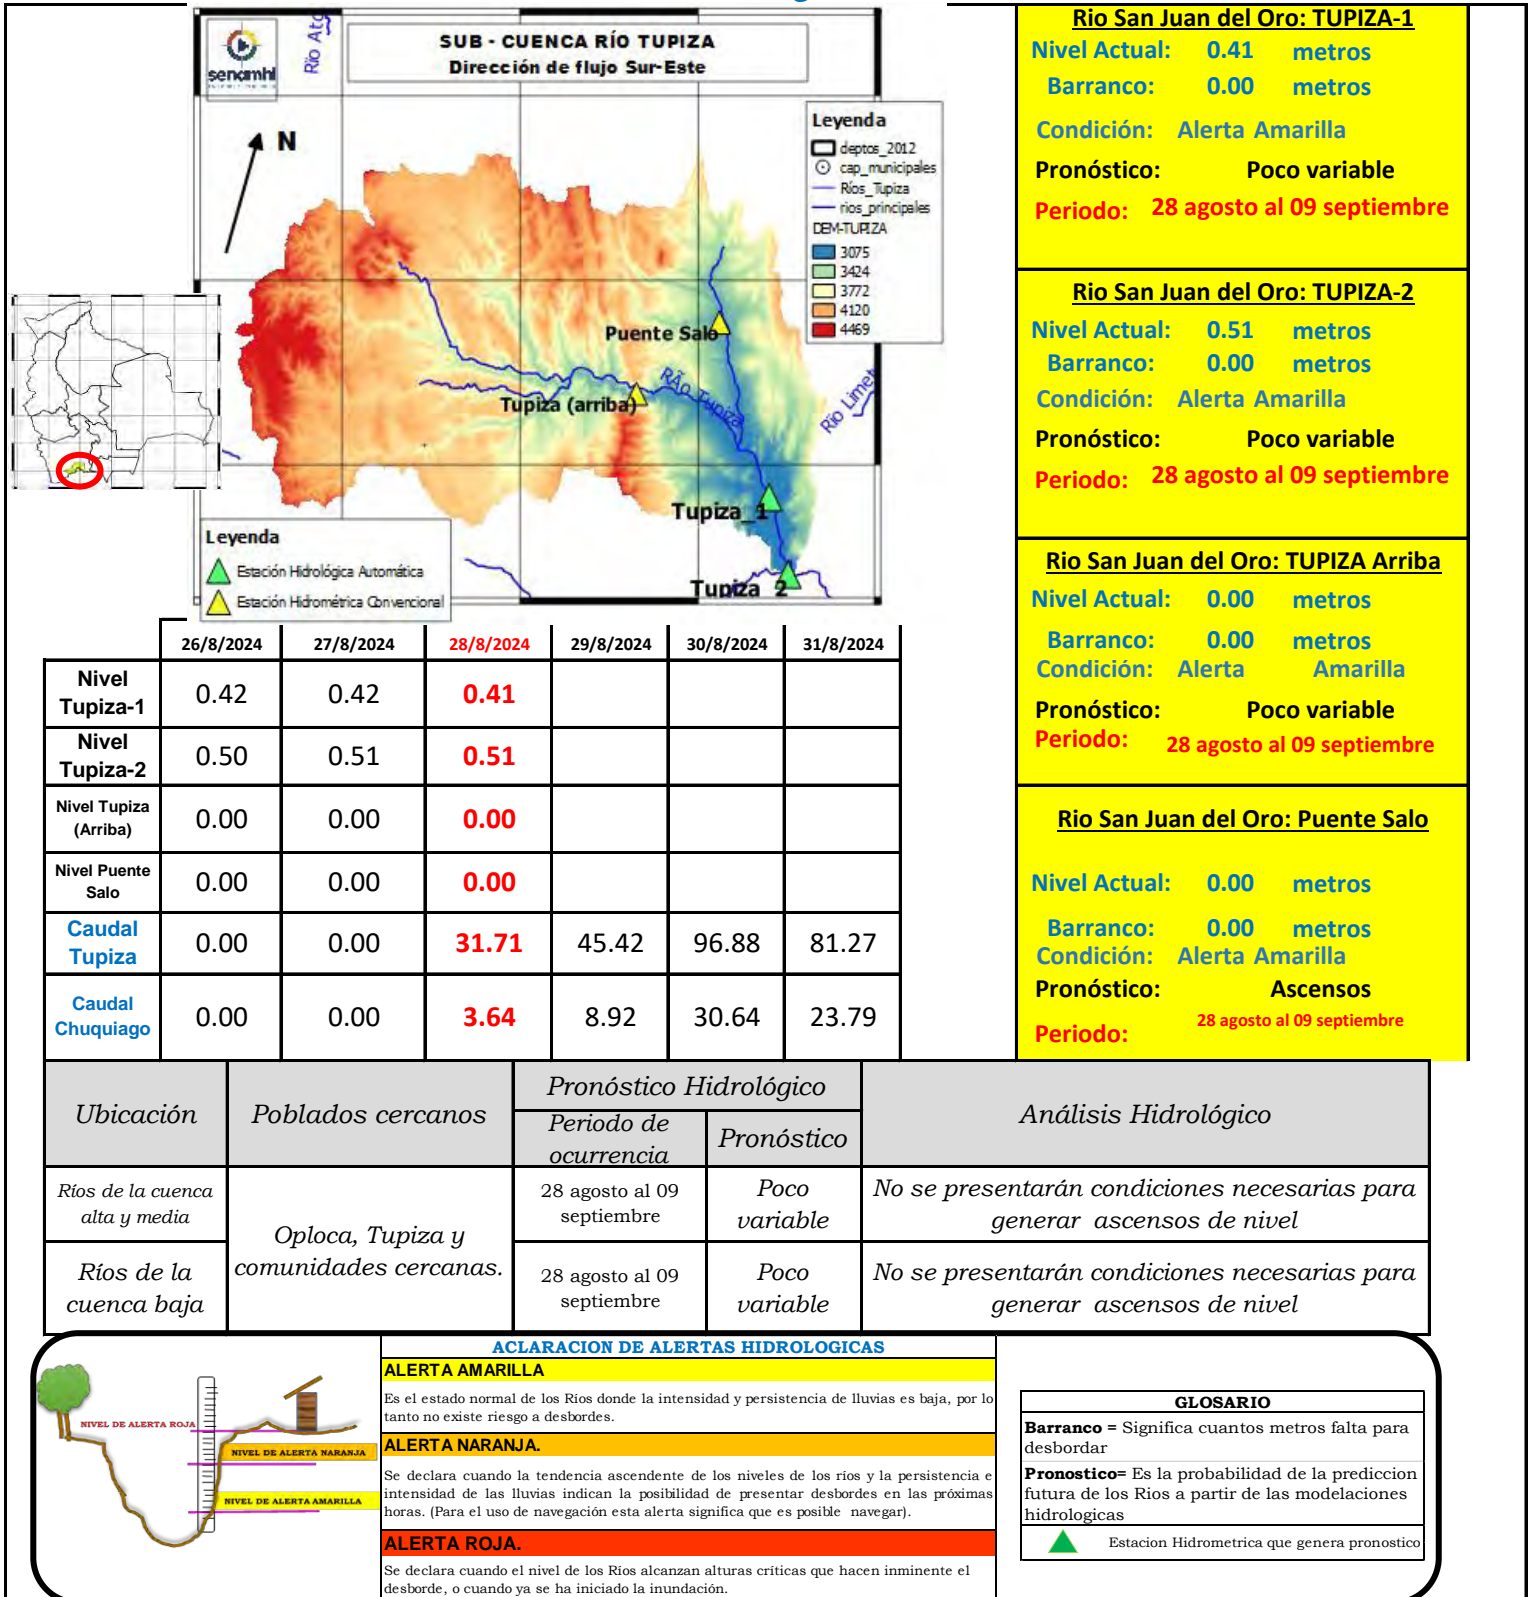 SUB - CUENCA RÍO TUPIZA
Dirección de flujo Sur-Este
senamhi
Río Ato
N
Leyenda
deptos_2012
cap_municipales
Ríos_Tupiza
rios_principales
DEM-TUPIZA
3075
3424
3772
4120
4469
Puente Salo
RÃo Tupiza
Tupiza (arriba)
Río Limet
Tupiza_1
Tupiza_2
Leyenda
Estación Hidrológica Automática
Estación Hidrométrica Convencional
Rio San Juan del Oro: TUPIZA-1
Nivel Actual: 0.41 metros
Barranco: 0.00 metros
Condición: Alerta Amarilla
Pronóstico: Poco variable
Periodo: 28 agosto al 09 septiembre
Rio San Juan del Oro: TUPIZA-2
Nivel Actual: 0.51 metros
Barranco: 0.00 metros
Condición: Alerta Amarilla
Pronóstico: Poco variable
Periodo: 28 agosto al 09 septiembre
Rio San Juan del Oro: TUPIZA Arriba
Nivel Actual: 0.00 metros
Barranco: 0.00 metros
Condición: Alerta Amarilla
Pronóstico: Poco variable
Periodo: 28 agosto al 09 septiembre
Rio San Juan del Oro: Puente Salo
Nivel Actual: 0.00 metros
Barranco: 0.00 metros
Condición: Alerta Amarilla
Pronóstico: Ascensos
Periodo: 28 agosto al 09 septiembre
26/8/2024 27/8/2024 28/8/2024 29/8/2024 30/8/2024 31/8/2024
Nivel
Tupiza-1 0.42 0.42 0.41
Nivel
Tupiza-2 0.50 0.51 0.51
Nivel Tupiza
(Arriba) 0.00 0.00 0.00
Nivel Puente
Salo 0.00 0.00 0.00
Caudal
Tupiza 0.00 0.00 31.71 45.42 96.88 81.27
Caudal
Chuquiago 0.00 0.00 3.64 8.92 30.64 23.79
Ubicación
Poblados cercanos
Pronóstico Hidrológico
Periodo de
ocurrencia
Pronóstico
Análisis Hidrológico
Ríos de la cuenca
alta y media
Oploca, Tupiza y
comunidades cercanas.
28 agosto al 09
septiembre
Poco
variable
No se presentarán condiciones necesarias para
generar ascensos de nivel
Ríos de la
cuenca baja
28 agosto al 09
septiembre
Poco
variable
No se presentarán condiciones necesarias para
generar ascensos de nivel
NIVEL DE ALERTA ROJA
NIVEL DE ALERTA NARANJA
NIVEL DE ALERTA AMARILLA
ACLARACION DE ALERTAS HIDROLOGICAS
ALERTA AMARILLA
Es el estado normal de los Ríos donde la intensidad y persistencia de lluvias es baja, por lo
tanto no existe riesgo a desbordes.
ALERTA NARANJA.
Se declara cuando la tendencia ascendente de los niveles de los ríos y la persistencia e
intensidad de las lluvias indican la posibilidad de presentar desbordes en las próximas
horas. (Para el uso de navegación esta alerta significa que es posible navegar).
ALERTA ROJA.
Se declara cuando el nivel de los Ríos alcanzan alturas críticas que hacen inminente el
desborde, o cuando ya se ha iniciado la inundación.
GLOSARIO
Barranco = Significa cuantos metros falta para
desbordar
Pronostico= Es la probabilidad de la prediccion
futura de los Rios a partir de las modelaciones
hidrologicas
Estacion Hidrometrica que genera pronostico